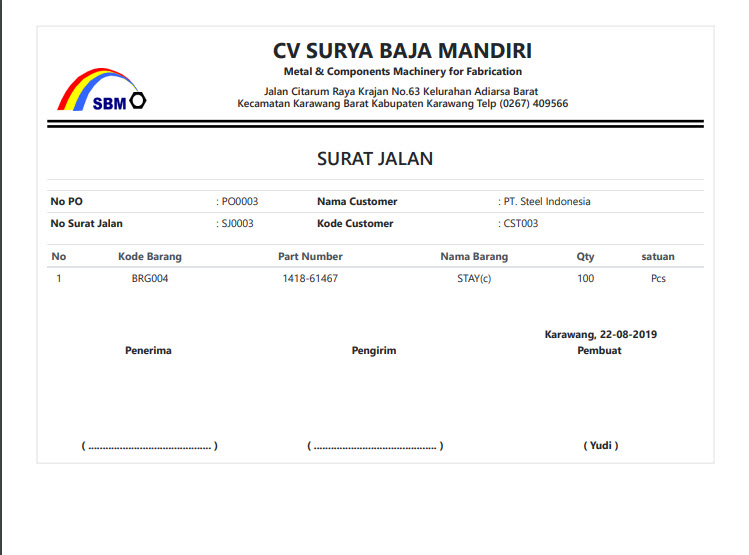 CV SURYA BAJA MANDIRI
Metal & Components Machinery for Fabrication
Jalan Citarum Raya Krajan No.63 Kelurahan Adiarsa Barat
Kecamatan Karawang Barat Kabupaten Karawang Telp (0267) 409566
SBM
SURAT JALAN
No PO : PO0003 Nama Customer : PT. Steel Indonesia
No Surat Jalan : SJ0003 Kode Customer : CST003
No Kode Barang Part Number Nama Barang Qty satuan
1 BRG004 1418-61467 STAY(c) 100 Pcs
Karawang, 22-08-2019
Penerima Pengirim Pembuat
( .......................................... ) ( .......................................... ) ( Yudi )